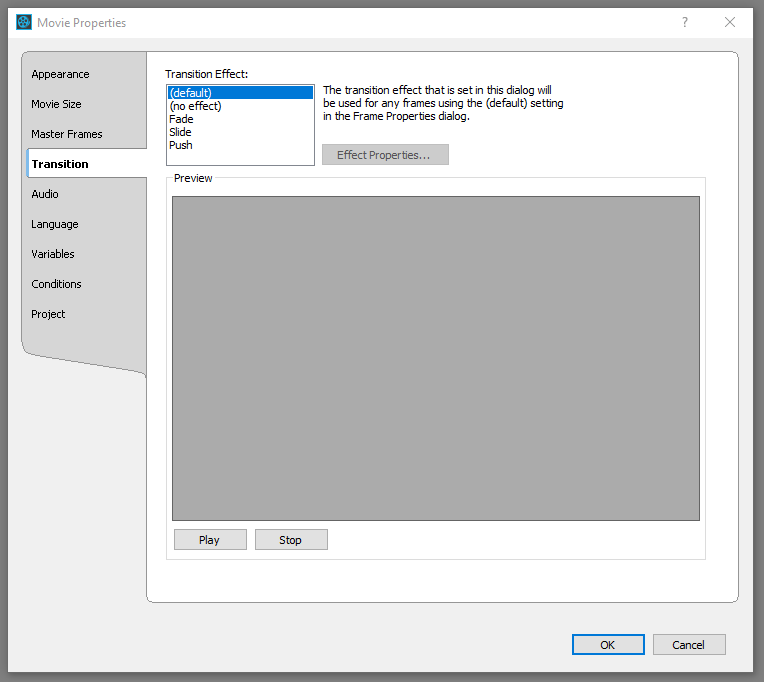 Movie Properties
?
Appearance
Movie Size
Master Frames
Transition
Audio
Language
Variables
Conditions
Project
Transition Effect:
(default)
(no effect)
Fade
Slide
Push
The transition effect that is set in this dialog will
be used for any frames using the (default) setting
in the Frame Properties dialog.
Effect Properties...
Preview
Play
Stop
OK
Cancel